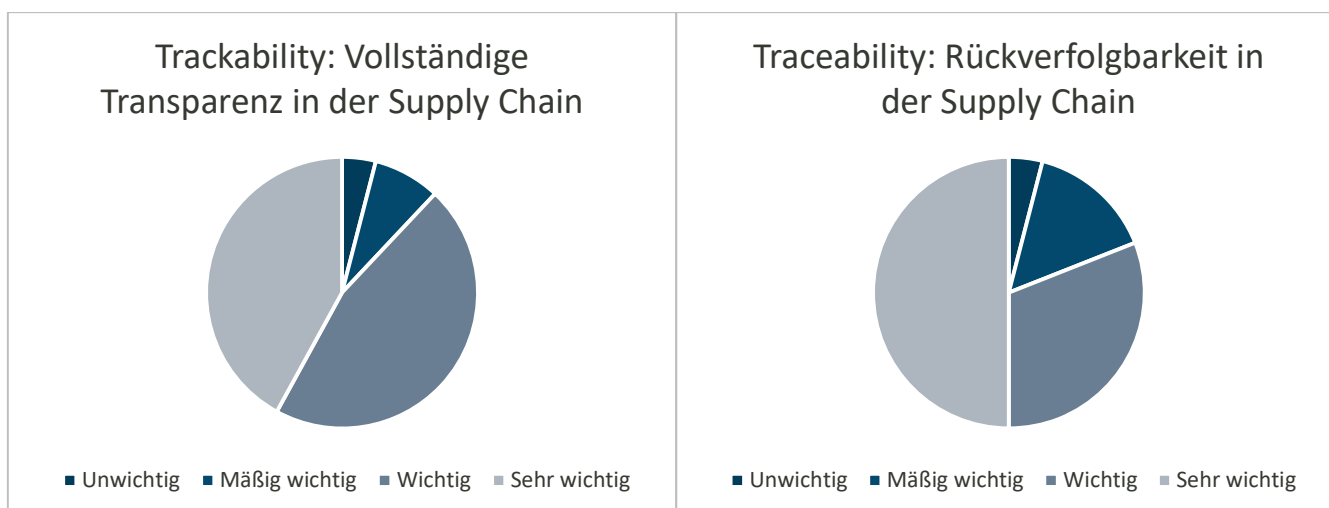 Trackability: Vollständige
Transparenz in der Supply Chain
Unwichtig Mäßig wichtig Wichtig Sehr wichtig
Traceability: Rückverfolgbarkeit in
der Supply Chain
Unwichtig Mäßig wichtig Wichtig Sehr wichtig